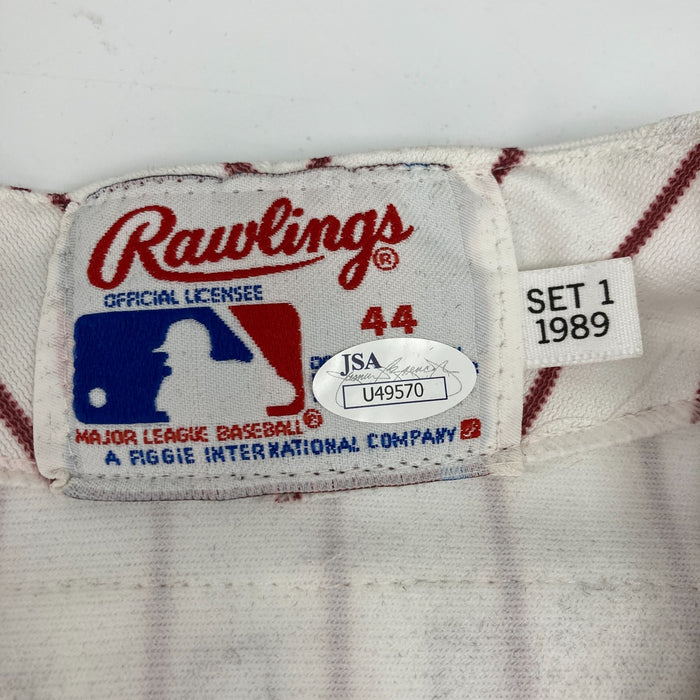 Rawlings®
OFFICIAL LICENSEE
44
MAJOR LEAGUE BASEBALL®
A FIGGIE INTERNATIONAL COMPANY
JSA
U49570
SET 1
1989